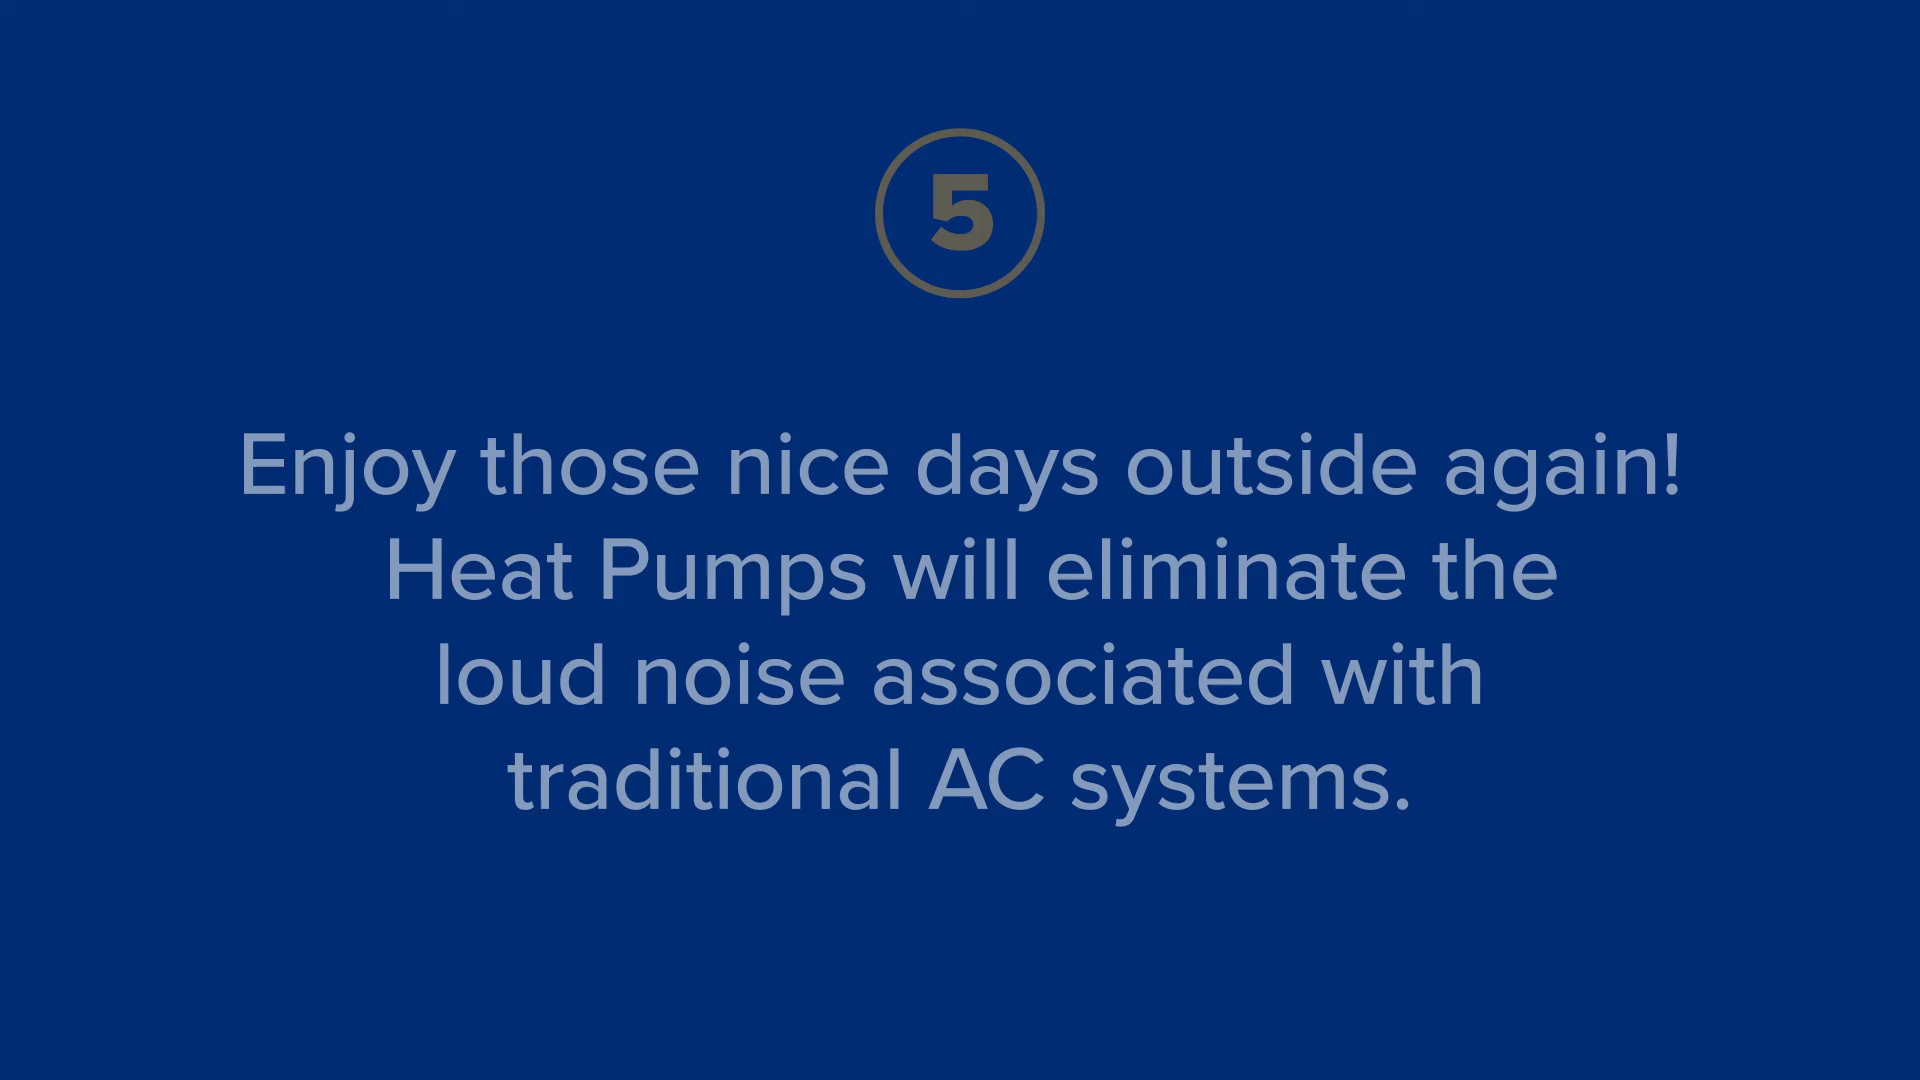 5
Enjoy those nice days outside again!
Heat Pumps will eliminate the
loud noise associated with
traditional AC systems.